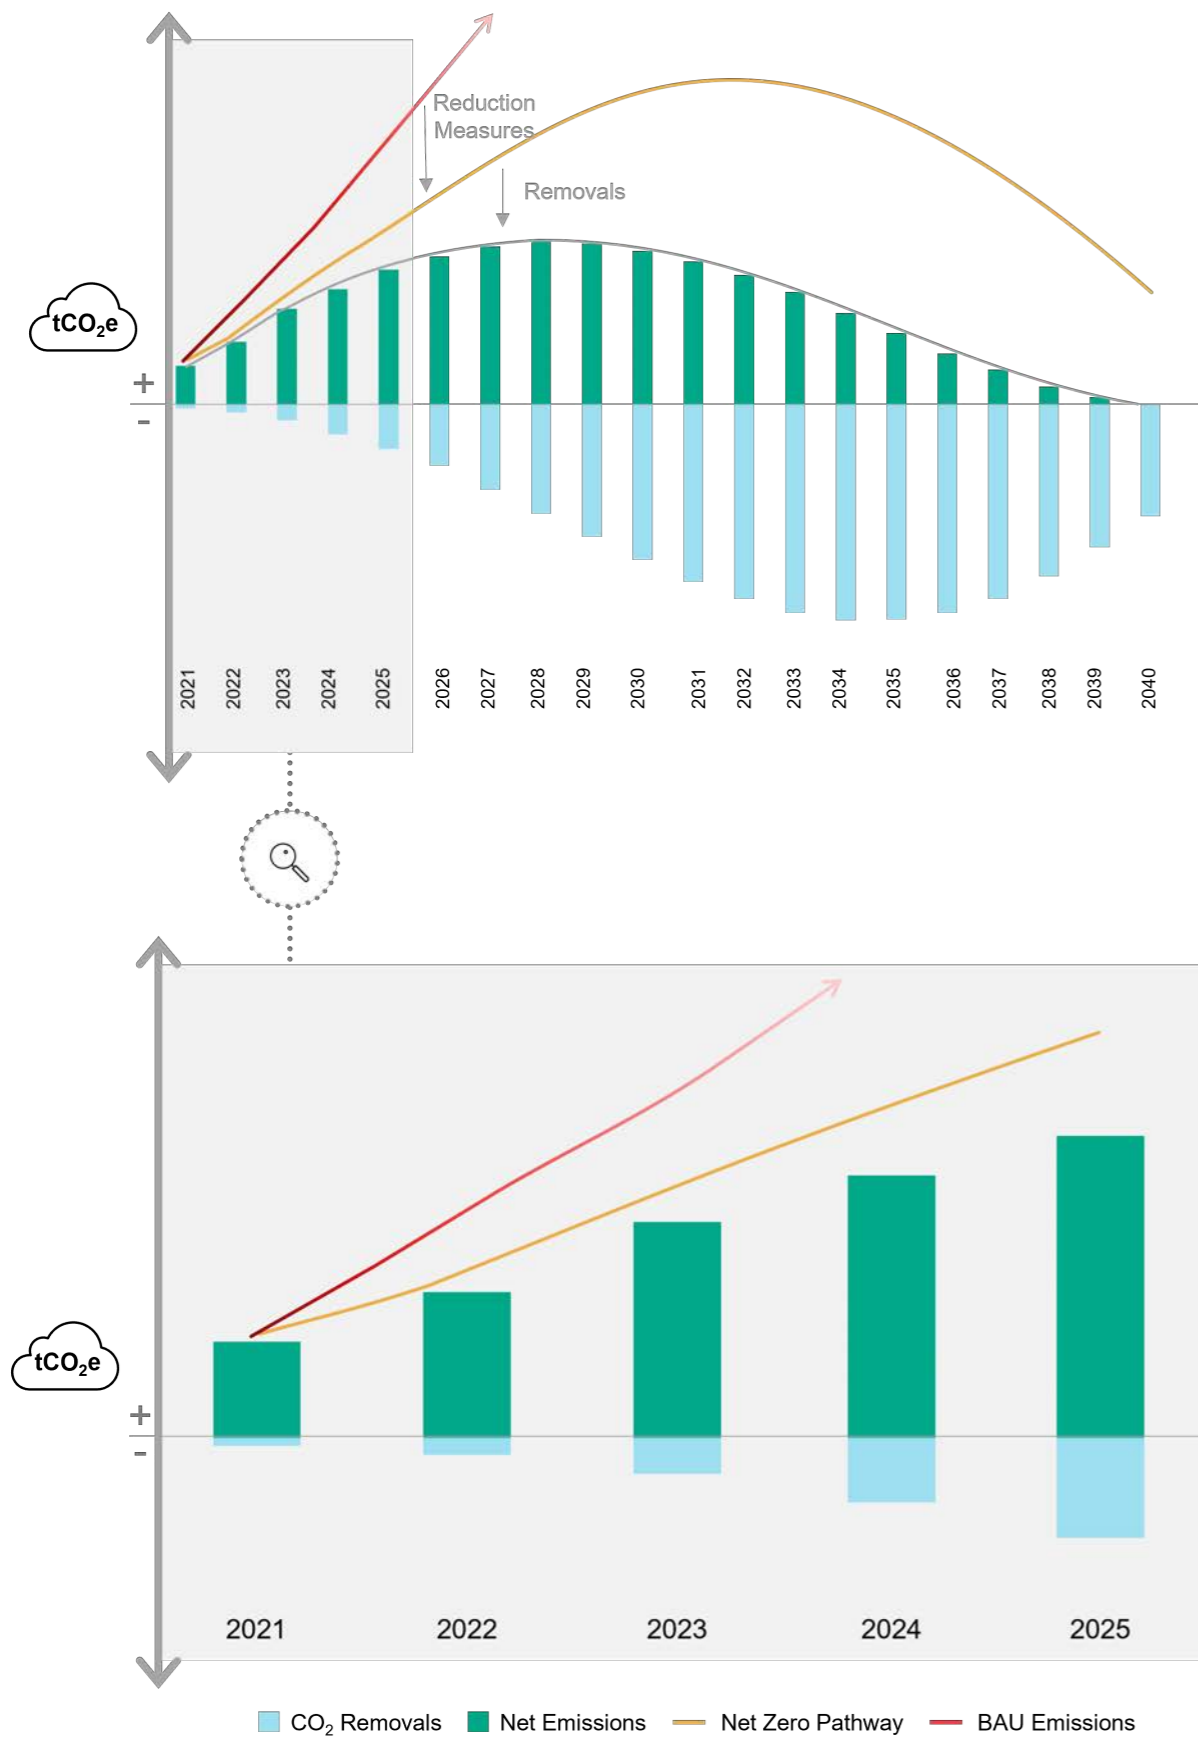 Reduction
Measures
Removals
tCO₂e
+
-
2021 2022 2023 2024 2025 2026 2027 2028 2029 2030 2031 2032 2033 2034 2035 2036 2037 2038 2039 2040
tCO₂e
+
-
2021 2022 2023 2024 2025
CO₂ Removals Net Emissions Net Zero Pathway BAU Emissions